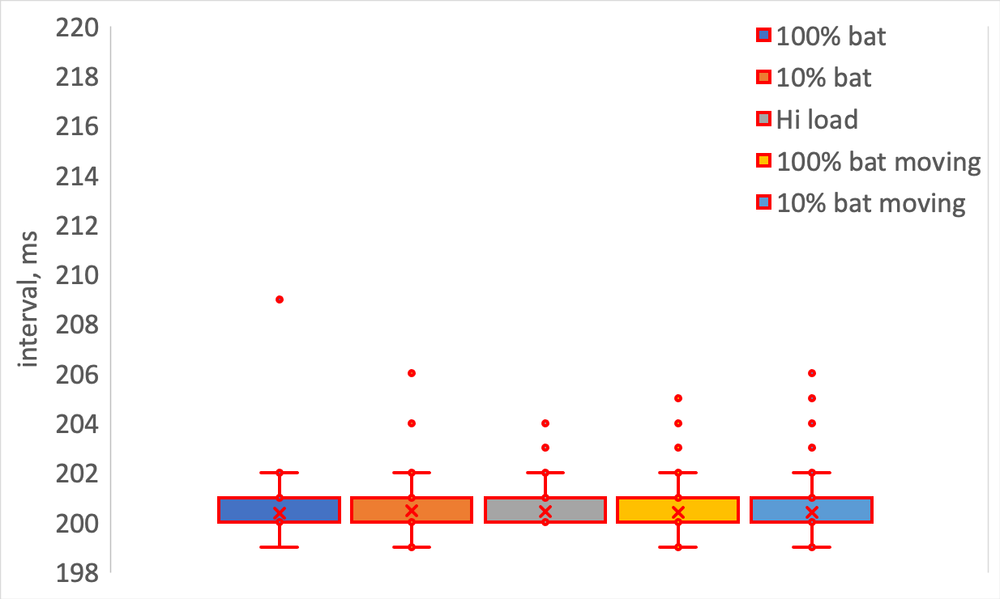 220
218
216
214
212
210
208
206
204
202
200
198
interval, ms
100% bat
10% bat
Hi load
100% bat moving
10% bat moving